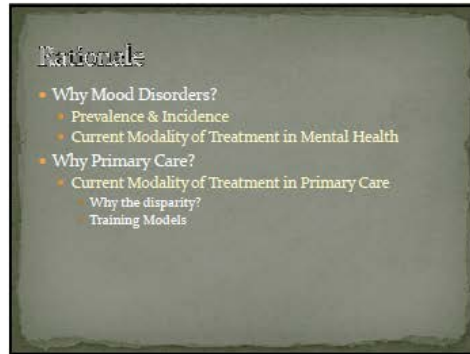 Rationale
• Why Mood Disorders?
• Prevalence & Incidence
• Current Modality of Treatment in Mental Health
• Why Primary Care?
• Current Modality of Treatment in Primary Care
Why the disparity?
Training Models